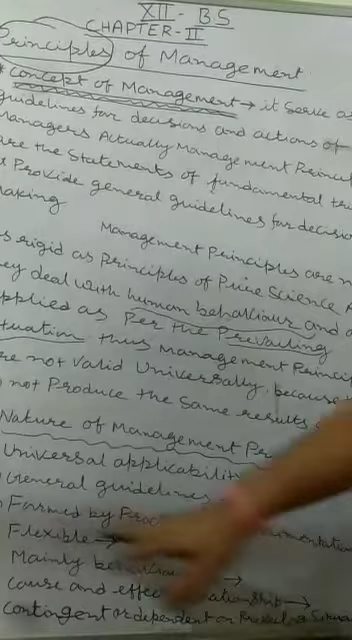 XII - BS
CHAPTER-II
Principles of Management
Concept of Management → it Serve as
guidelines for decisions and actions of
Managers Actually Management
are the Statements of fundamental
Provide general guidelines for
Making
Management Principles are
as rigid as Principles of Pure Science
they deal with human behaviour and
applied as Per the Prevailing
Situation thus Management
are not valid Universally, because
not Produce the Same results
Nature of Management
Universal applicability
General guidelines
Formed by
Flexible →
Mainly →
Cause and →
Contingent or dependent on